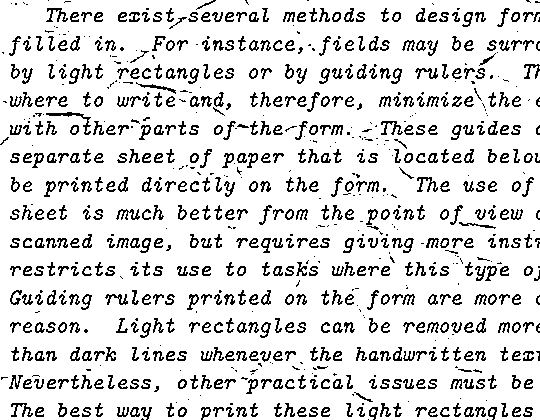 There exist several methods to design form
filled in. For instance, fields may be surro
by light rectangles or by guiding rulers. Th
where to write and, therefore, minimize the e
with other parts of the form. These guides c
separate sheet of paper that is located below
be printed directly on the form. The use of
sheet is much better from the point of view o
scanned image, but requires giving more instr
restricts its use to tasks where this type of
Guiding rulers printed on the form are more c
reason. Light rectangles can be removed more
than dark lines whenever the handwritten text
Nevertheless, other practical issues must be
The best way to print these light rectangles